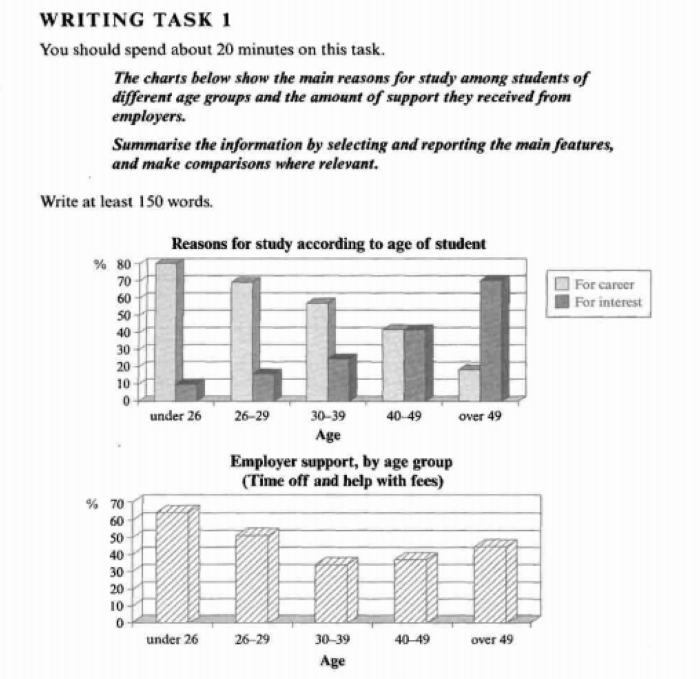 WRITING TASK 1
You should spend about 20 minutes on this task.
The charts below show the main reasons for study among students of
different age groups and the amount of support they received from
employers.
Summarise the information by selecting and reporting the main features,
and make comparisons where relevant.
Write at least 150 words.
Reasons for study according to age of student
%
80
70
60
50
40
30
20
10
0
under 26
26–29
30–39
40–49
over 49
Age
For career
For interest
Employer support, by age group
(Time off and help with fees)
%
70
60
50
40
30
20
10
0
under 26
26–29
30–39
40–49
over 49
Age